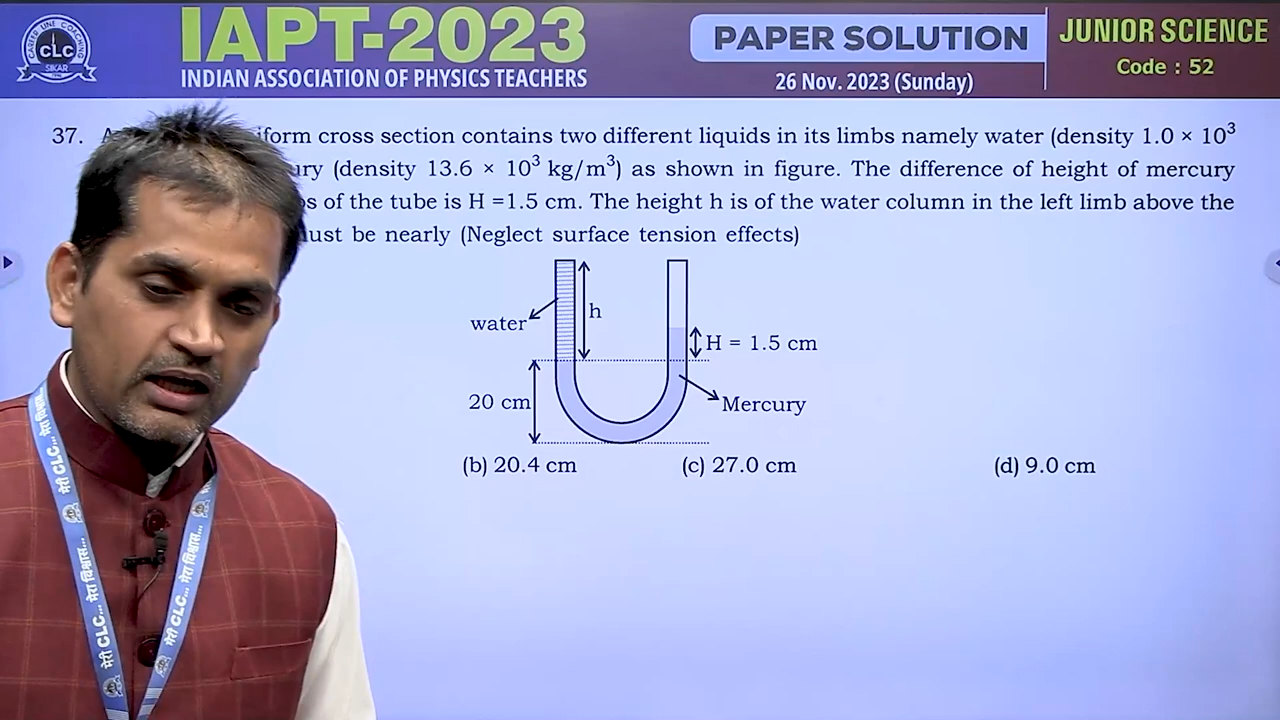 CAREER LINE COACHING
CLC
SIKAR
IAPT-2023
INDIAN ASSOCIATION OF PHYSICS TEACHERS
PAPER SOLUTION
26 Nov. 2023 (Sunday)
JUNIOR SCIENCE
Code : 52
37. A iform cross section contains two different liquids in its limbs namely water (density 1.0 × 10³
ry (density 13.6 × 10³ kg/m³) as shown in figure. The difference of height of mercury
s of the tube is H =1.5 cm. The height h is of the water column in the left limb above the
ust be nearly (Neglect surface tension effects)
h
water
H = 1.5 cm
20 cm
Mercury
(b) 20.4 cm (c) 27.0 cm (d) 9.0 cm
मेरी CLC... मेरा विश्वास...
मेरी CLC... मेरा विश्वास...